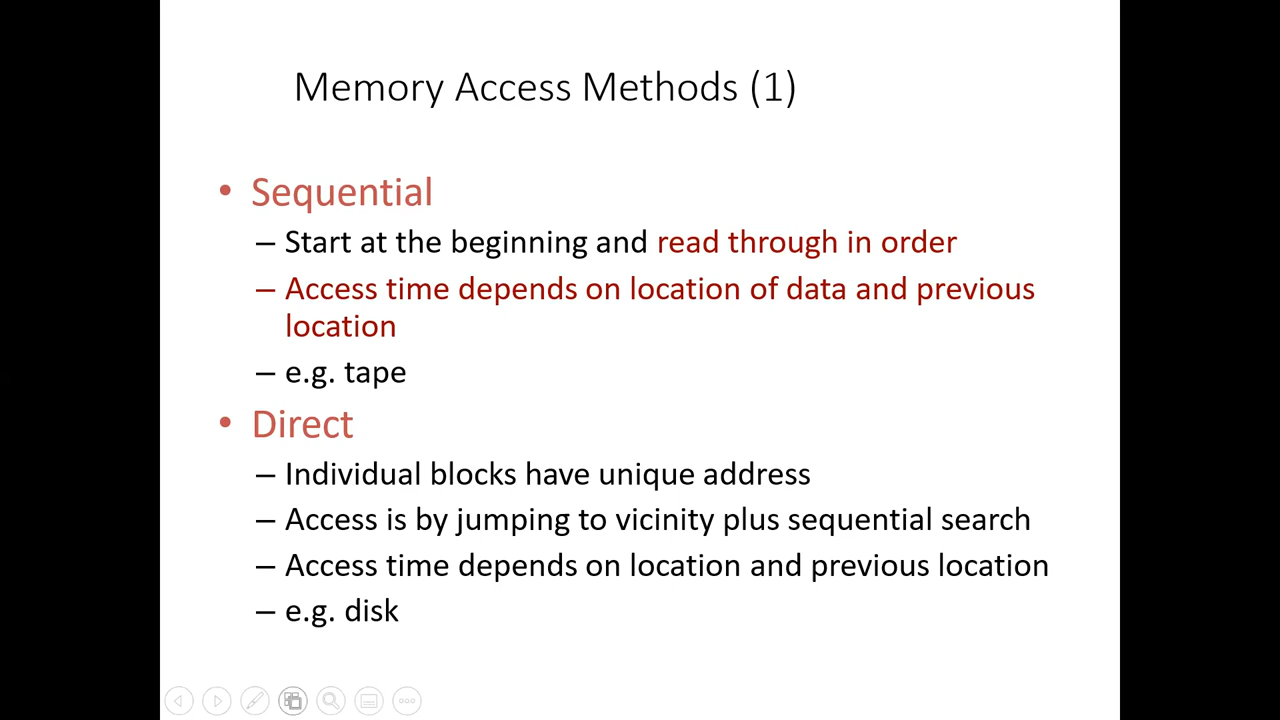 Memory Access Methods (1)
• Sequential
– Start at the beginning and read through in order
– Access time depends on location of data and previous
location
– e.g. tape
• Direct
– Individual blocks have unique address
– Access is by jumping to vicinity plus sequential search
– Access time depends on location and previous location
– e.g. disk